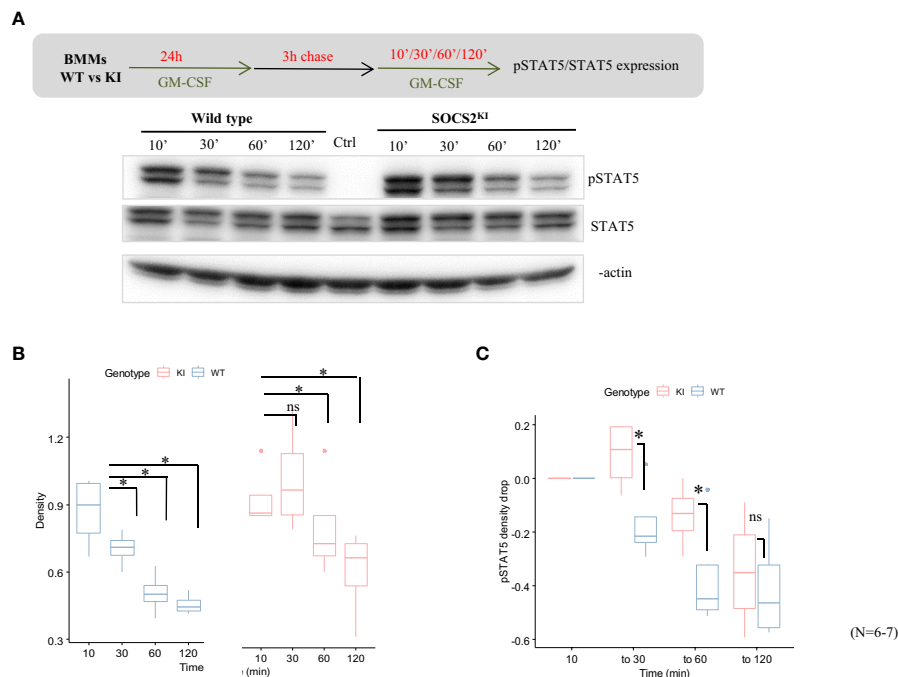 A
BMMs
WT vs KI
24h
GM-CSF
3h chase
10’/30’/60’/120’
GM-CSF
pSTAT5/STAT5 expression
Wild type
SOCS2KI
10’ 30’ 60’ 120’ Ctrl 10’ 30’ 60’ 120’
pSTAT5
STAT5
-actin
B
Genotype KI WT
Density
1.2
0.9
0.6
0.3
*
*
*
10 30 60 120
Time
*
*
ns
10 30 60 120
(min)
C
Genotype KI WT
pSTAT5 density drop
0.2
0.0
-0.2
-0.4
-0.6
*
*
ns
10 to 30 to 60 to 120
Time (min)
(N=6-7)